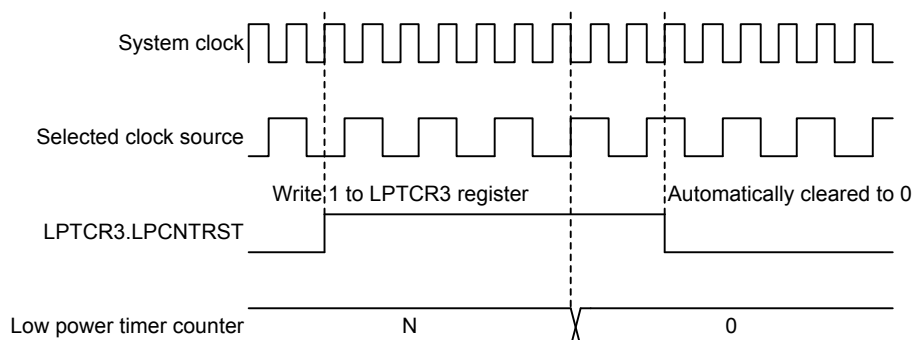 System clock
Selected clock source
Write 1 to LPTCR3 register
Automatically cleared to 0
LPTCR3.LPCNTRST
Low power timer counter
N
0